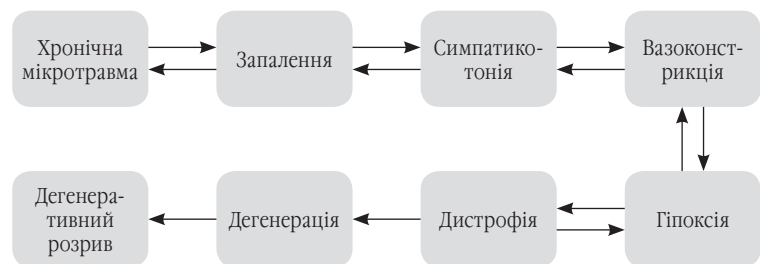 Хронічна
мікротравма
Запалення
Симпатико-
тонія
Вазоконст-
рикція
Дегенера-
тивний
розрив
Дегенерація
Дистрофія
Гіпоксія